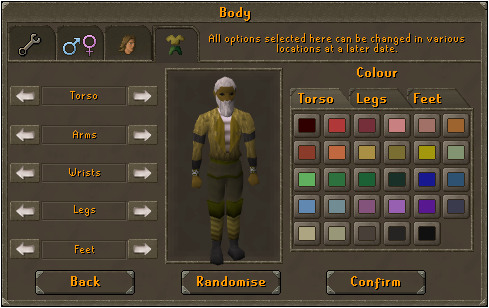 Body
All options selected here can be changed in various
locations at a later date.
Colour
Torso Legs Feet
Torso
Arms
Wrists
Legs
Feet
Back Randomise Confirm